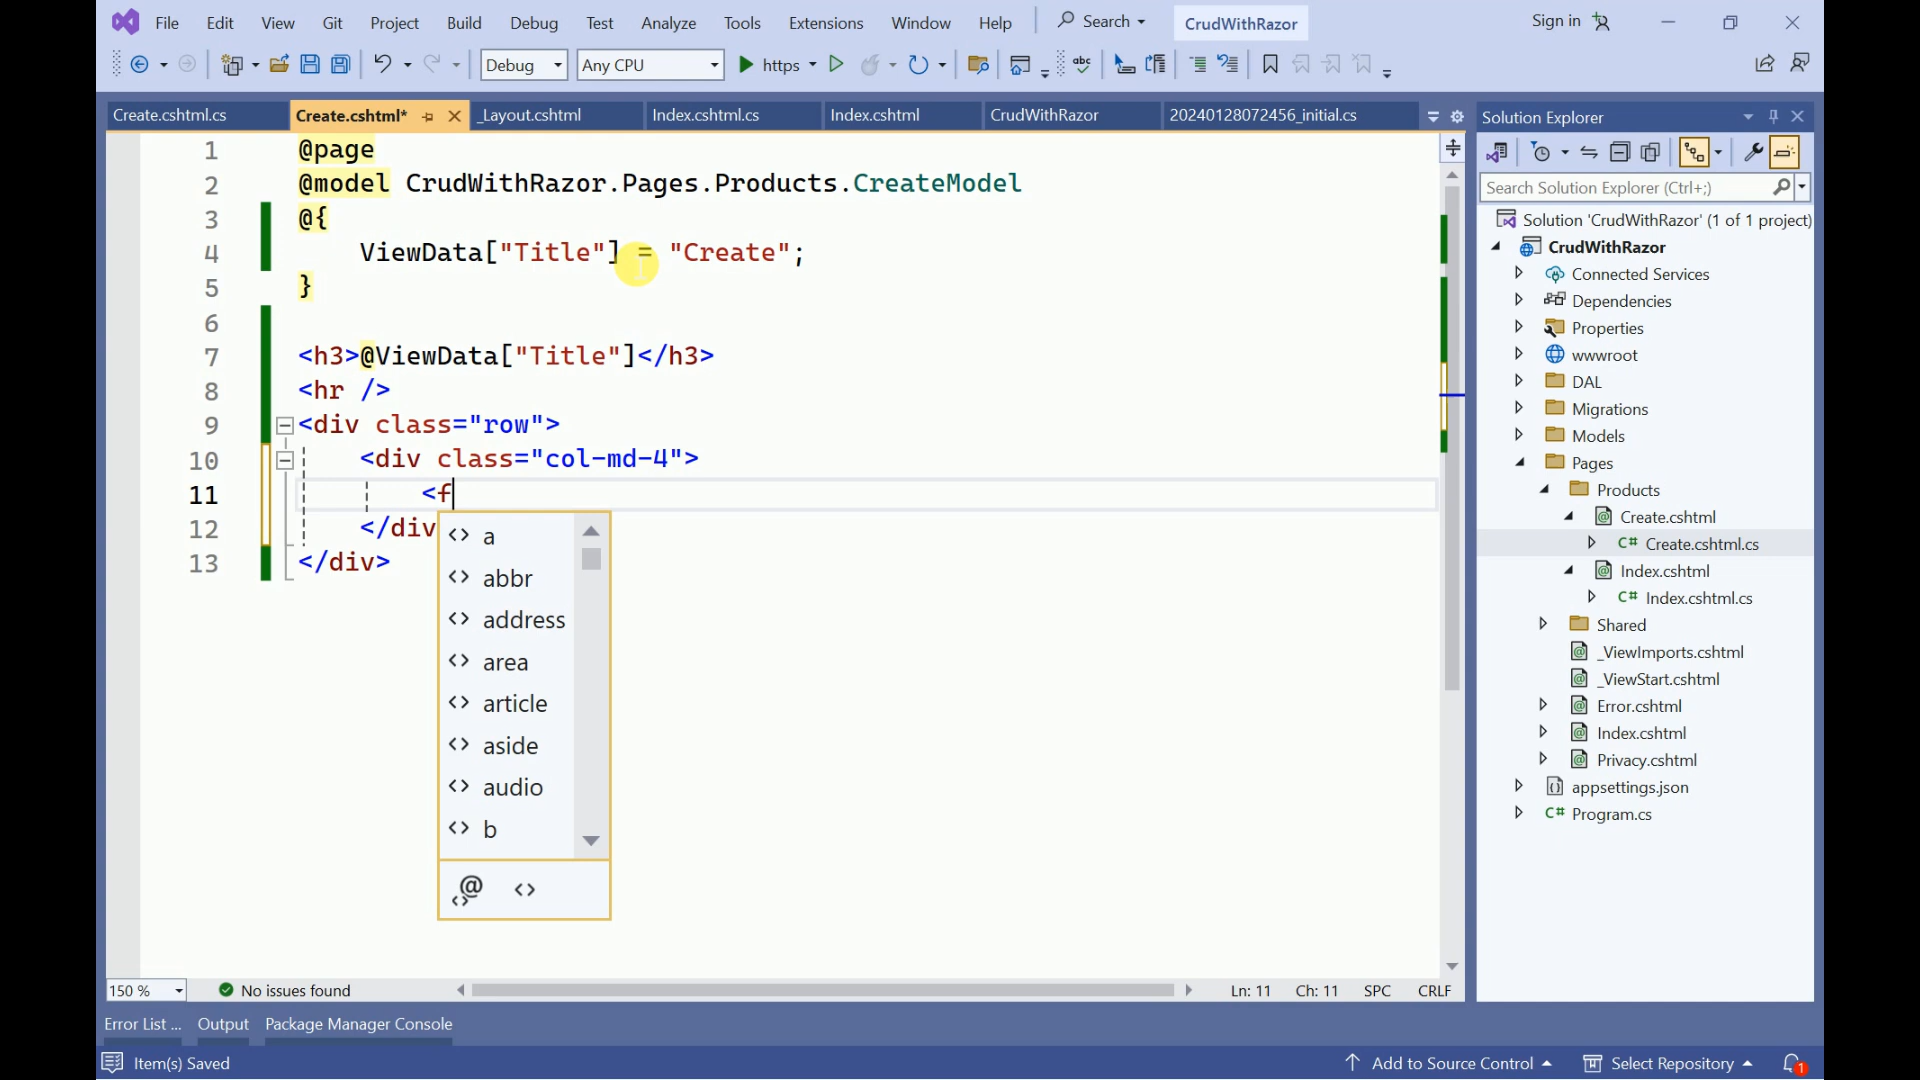 File Edit View Git Project Build Debug Test Analyze Tools Extensions Window Help Search CrudWithRazor Sign in
Debug Any CPU https abc
Create.cshtml.cs Create.cshtml* _Layout.cshtml Index.cshtml.cs Index.cshtml CrudWithRazor 20240128072456_initial.cs
1 @page
2 @model CrudWithRazor.Pages.Products.CreateModel
3 @{
4 ViewData["Title"] = "Create";
5 }
6
7 <h3>@ViewData["Title"]</h3>
8 <hr />
9 <div class="row">
10 <div class="col-md-4">
11 <f
12 </div
13 </div>
<> a
<> abbr
<> address
<> area
<> article
<> aside
<> audio
<> b
@ <> <>
150 % No issues found Ln: 11 Ch: 11 SPC CRLF
Error List ... Output Package Manager Console
Item(s) Saved Add to Source Control Select Repository 1
Solution Explorer
Search Solution Explorer (Ctrl+;)
Solution 'CrudWithRazor' (1 of 1 project)
CrudWithRazor
Connected Services
Dependencies
Properties
wwwroot
DAL
Migrations
Models
Pages
Products
@ Create.cshtml
C# Create.cshtml.cs
@ Index.cshtml
C# Index.cshtml.cs
Shared
@ _ViewImports.cshtml
@ _ViewStart.cshtml
@ Error.cshtml
@ Index.cshtml
@ Privacy.cshtml
appsettings.json
C# Program.cs